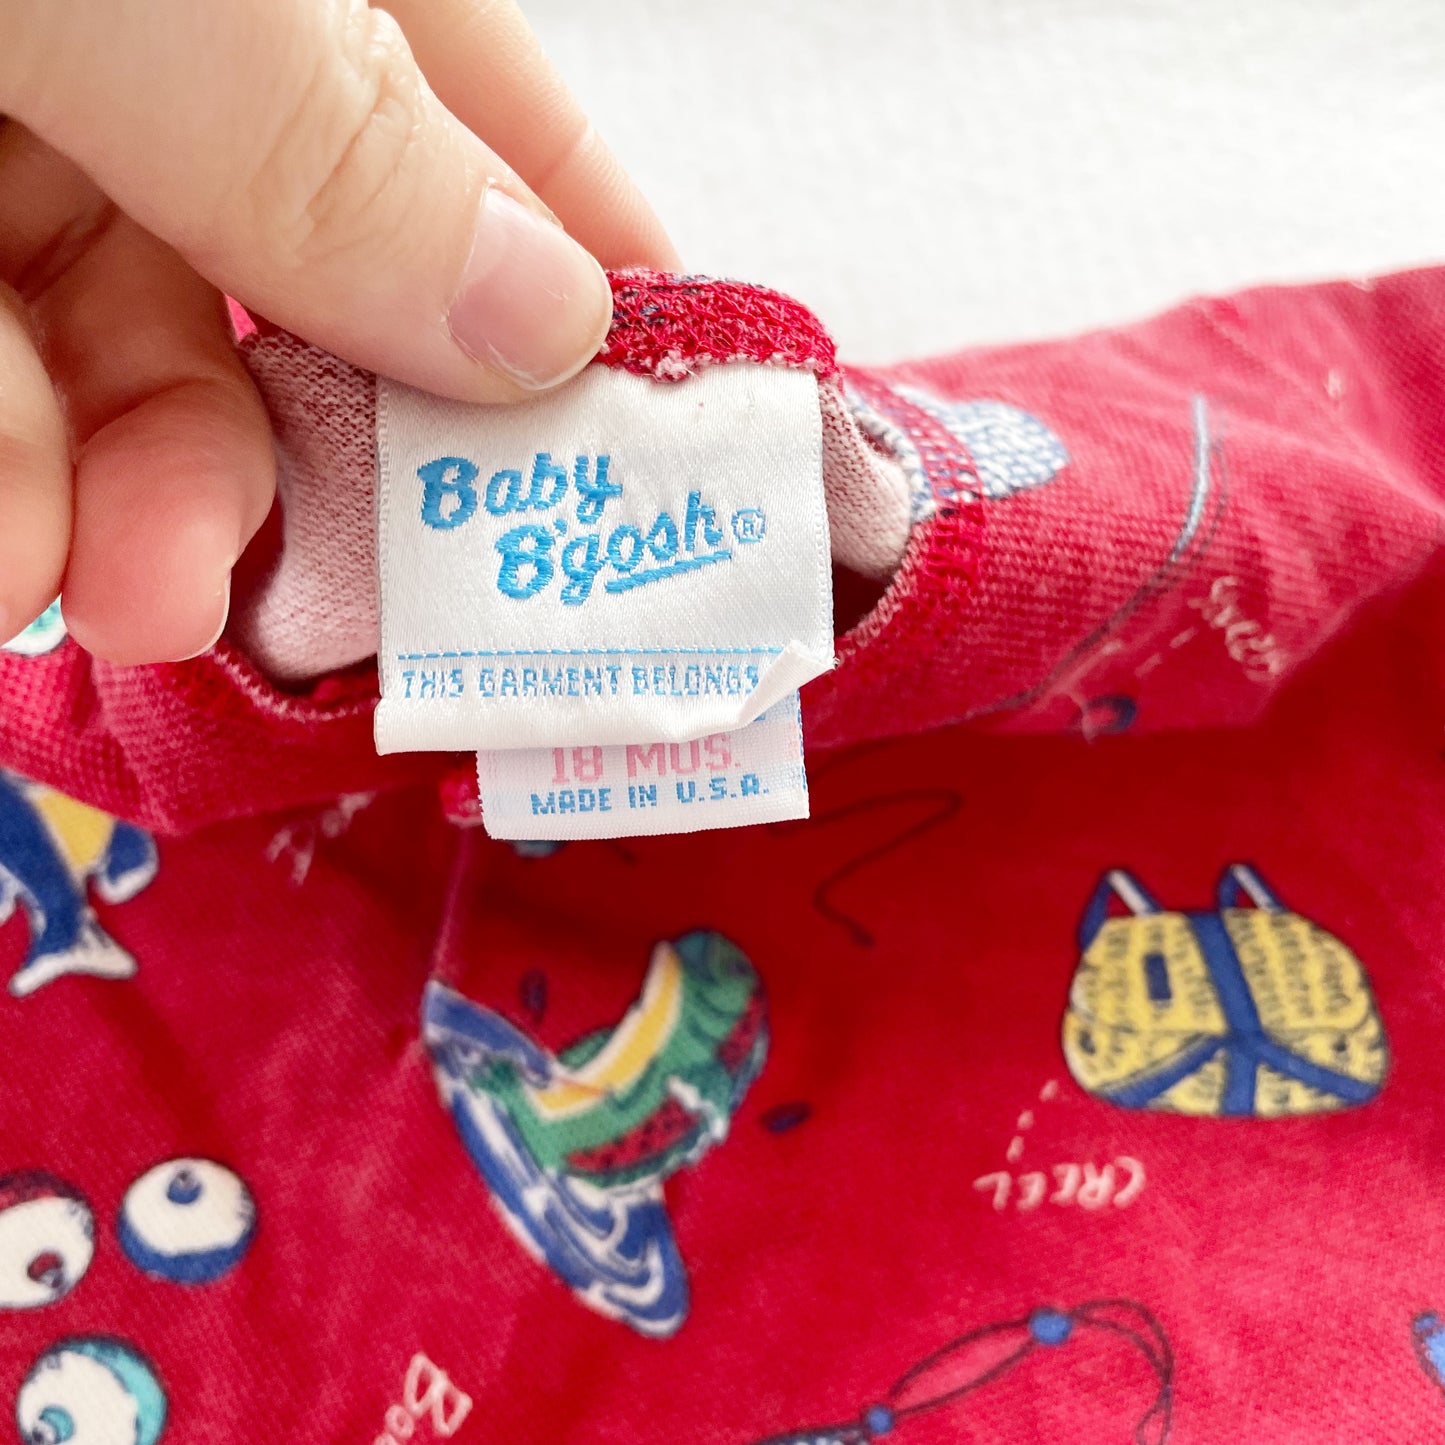 Baby
B'gosh®
THIS GARMENT BELONGS
18 MOS.
MADE IN U.S.A.
CREEL